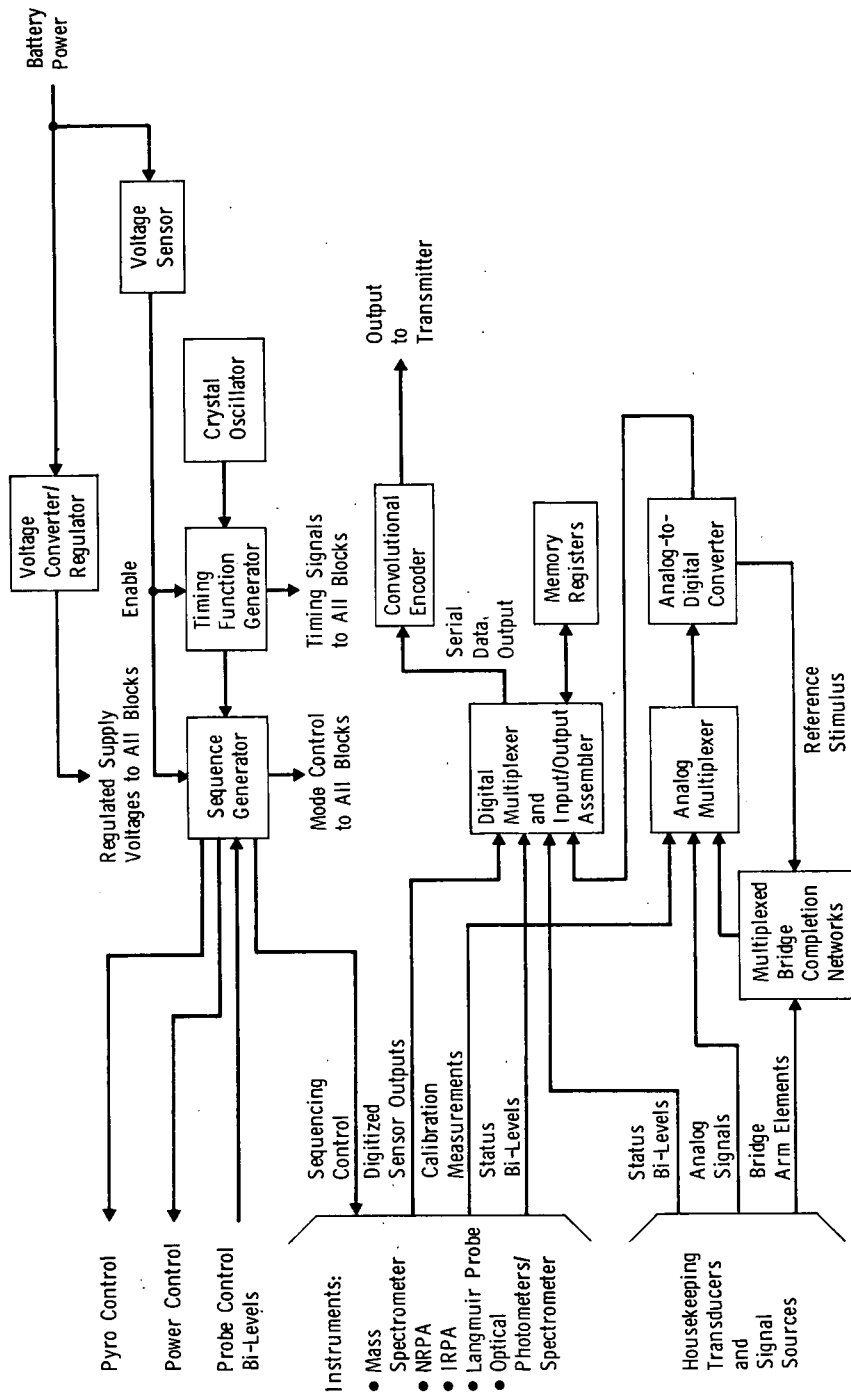 Battery
Power
Voltage
Sensor
Voltage
Converter/
Regulator
Regulated Supply
Voltages to All Blocks
Enable
Crystal
Oscillator
Timing
Function
Generator
Timing Signals
to All Blocks
Sequence
Generator
Mode Control
to All Blocks
Pyro Control
Power Control
Probe Control
Bi-Levels
Output
to
Transmitter
Convolutional
Encoder
Serial
Data
Output
Memory
Registers
Digital
Multiplexer
and
Input/Output
Assembler
Analog-to-
Digital
Converter
Analog
Multiplexer
Reference
Stimulus
Multiplexed
Bridge
Completion
Networks
Sequencing
Control
Digitized
Sensor Outputs
Calibration
Measurements
Status
Bi-Levels
Instruments:
● Mass
Spectrometer
● NRPA
● IRPA
● Langmuir Probe
● Optical
Photometers/
Spectrometer
Status
Bi-Levels
Analog
Signals
Bridge
Arm Elements
Housekeeping
Transducers
and
Signal
Sources